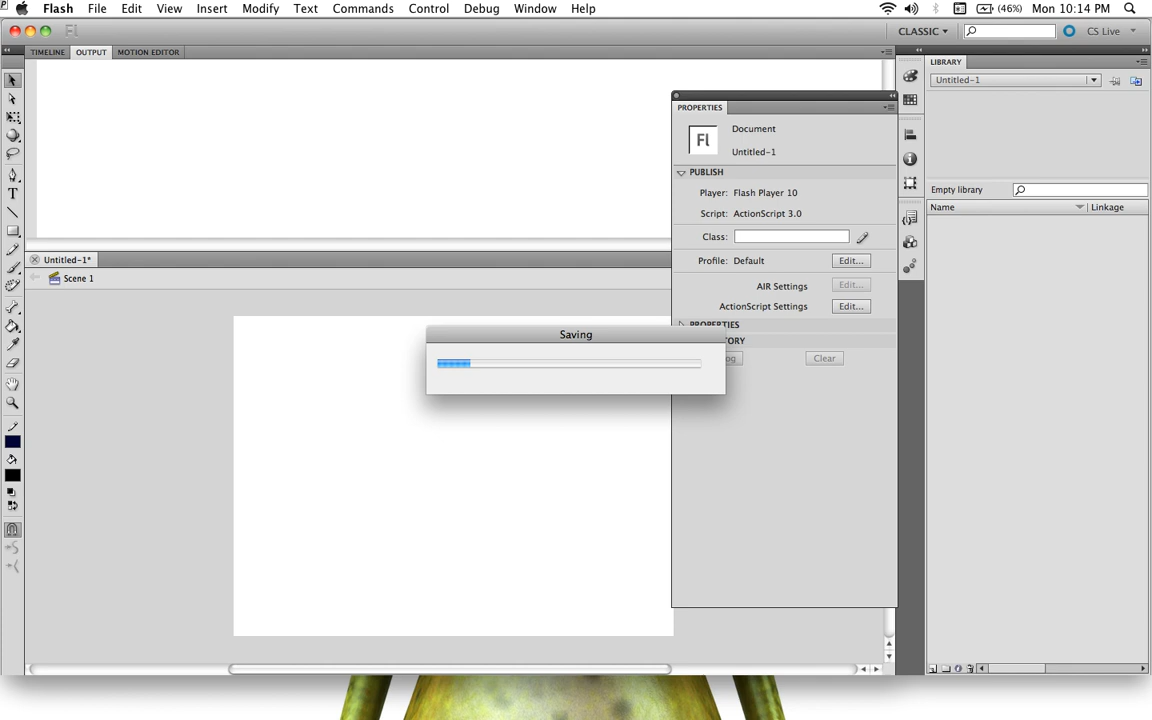 Flash File Edit View Insert Modify Text Commands Control Debug Window Help (46%) Mon 10:14 PM
Fl CLASSIC CS Live
TIMELINE OUTPUT MOTION EDITOR
LIBRARY
Untitled-1
PROPERTIES
Fl
Document
Untitled-1
PUBLISH
Player: Flash Player 10
Script: ActionScript 3.0
Class:
Profile: Default Edit...
AIR Settings Edit...
ActionScript Settings Edit...
PROPERTIES
TORY
og Clear
Empty library
Name Linkage
Untitled-1*
Scene 1
Saving